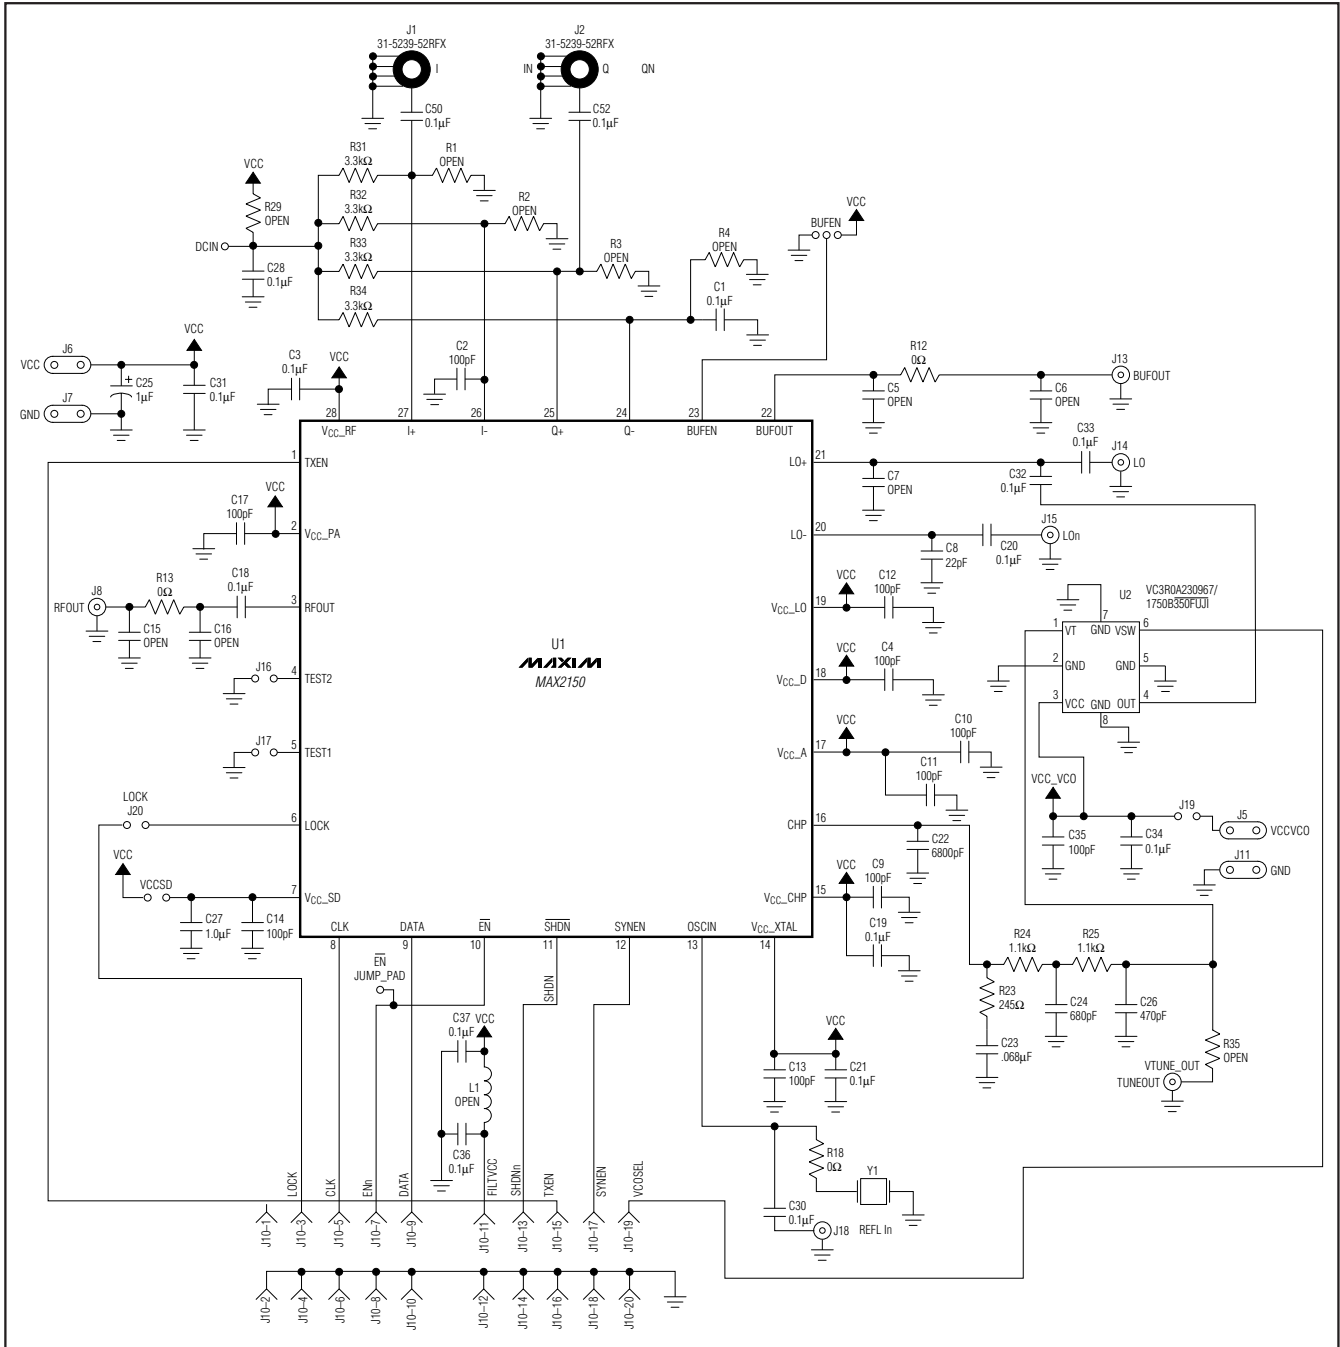 J1
31-5239-52RFX
I
J2
31-5239-52RFX
IN
Q
QN
C50
0.1µF
C52
0.1µF
R31
3.3kΩ
R1
OPEN
VCC
R29
OPEN
R32
3.3kΩ
R2
OPEN
BUFEN
VCC
DCIN
R33
3.3kΩ
R3
OPEN
R4
OPEN
C28
0.1µF
R34
3.3kΩ
C1
0.1µF
VCC
J6
VCC
C25
1µF
+
C31
0.1µF
J7
GND
C3
0.1µF
VCC
C2
100pF
R12
0Ω
J13
BUFOUT
C5
OPEN
C6
OPEN
28
27
26
25
24
23
22
VCC_RF
I+
I-
Q+
Q-
BUFEN
BUFOUT
C33
0.1µF
J14
LO
1
TXEN
LO+
21
C7
OPEN
C32
0.1µF
C17
100pF
VCC
2
VCC_PA
LO-
20
J15
LOn
C8
22pF
C20
0.1µF
J8
RFOUT
R13
0Ω
C18
0.1µF
3
RFOUT
C15
OPEN
C16
OPEN
VCC
C12
100pF
VCC_LO
19
U2
VC3R0A230967/
1750B350FUJI
7
1
VT
GND
VSW
6
2
GND
GND
5
3
VCC
GND
OUT
4
8
U1
MAXIM
MAX2150
J16
4
TEST2
VCC
C4
100pF
VCC_D
18
J17
5
TEST1
VCC
C10
100pF
VCC_A
17
C11
100pF
VCC_VCO
J19
J5
VCCVCO
C35
100pF
C34
0.1µF
J11
GND
LOCK
J20
6
LOCK
CHP
16
C22
6800pF
VCC
VCCSD
7
VCC_SD
C27
1.0µF
C14
100pF
VCC
C9
100pF
VCC_CHP
15
C19
0.1µF
CLK
DATA
EN
SHDN
SYNEN
OSCIN
VCC_XTAL
8
9
10
11
12
13
14
EN
JUMP_PAD
SHDN
R24
1.1kΩ
R25
1.1kΩ
R23
245Ω
C24
680pF
C26
470pF
C23
.068µF
R35
OPEN
VTUNE_OUT
TUNEOUT
C37
0.1µF
VCC
L1
OPEN
C36
0.1µF
VCC
C13
100pF
C21
0.1µF
R18
0Ω
Y1
C30
0.1µF
J18
REFL In
LOCK
CLK
ENn
DATA
FILTVCC
SHDNn
TXEN
SYNEN
VCOSEL
J10-1
J10-3
J10-5
J10-7
J10-9
J10-11
J10-13
J10-15
J10-17
J10-19
J10-2
J10-4
J10-6
J10-8
J10-10
J10-12
J10-14
J10-16
J10-18
J10-20